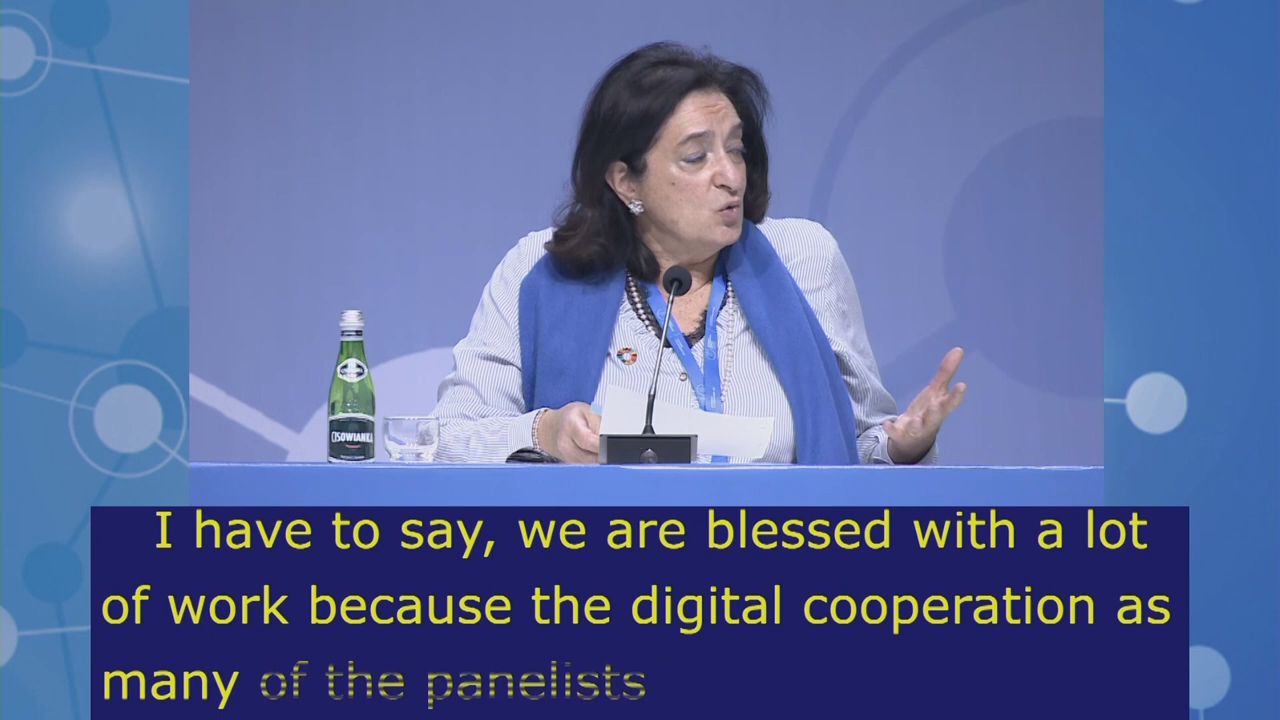 CISOWIANKA
I have to say, we are blessed with a lot
of work because the digital cooperation as
many of the panelists